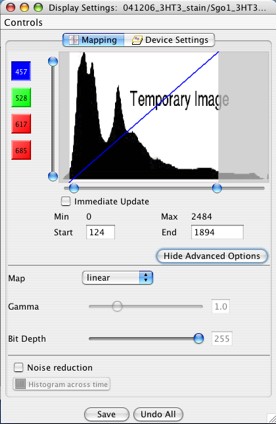 Display Settings: 041206_3HT3_stain/Sgo1_3HT3...
Controls
Mapping Device Settings
457
528
617
685
Temporary Image
Immediate Update
Min 0 Max 2484
Start 124 End 1894
Hide Advanced Options
Map linear
Gamma 1.0
Bit Depth 255
Noise reduction
Histogram across time
Save Undo All